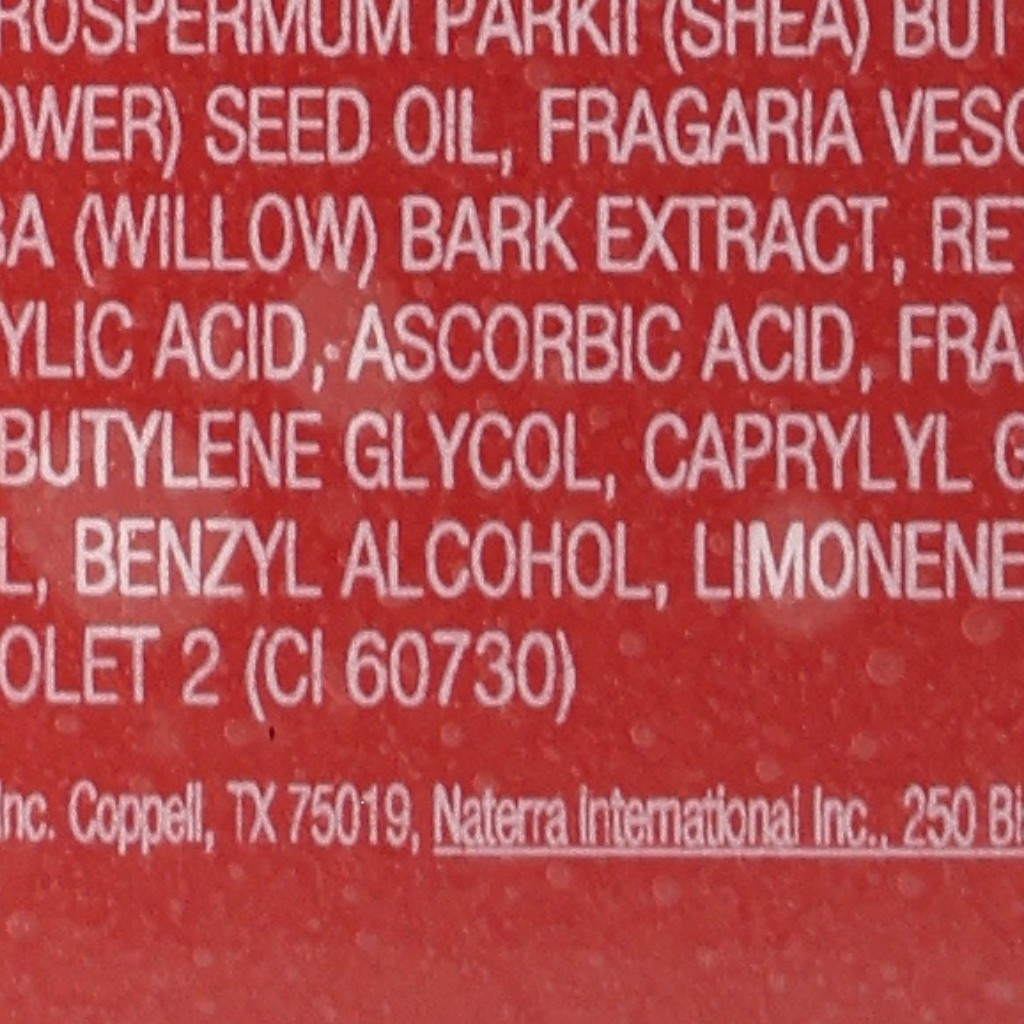 ROSPERMUM PARKII (SHEA) BUT
OWER) SEED OIL, FRAGARIA VESC
BA (WILLOW) BARK EXTRACT, RET
YLIC ACID, ASCORBIC ACID, FRA
BUTYLENE GLYCOL, CAPRYLYL G
L, BENZYL ALCOHOL, LIMONENE
OLET 2 (CI 60730)
Inc. Coppell, TX 75019, Naterra International Inc., 250 Bi